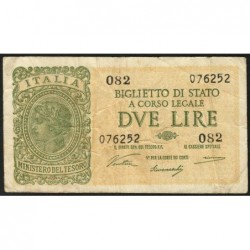 ITALIA
MINISTERO DEL TESORO
082 076252
BIGLIETTO DI STATO
A CORSO LEGALE
DVE LIRE
076252 082